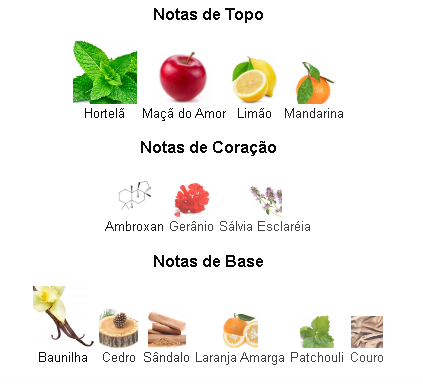 Notas de Topo
Hortelã Maçã do Amor Limão Mandarina
Notas de Coração
Ambroxan Gerânio Sálvia Esclaréia
Notas de Base
Baunilha Cedro Sândalo Laranja Amarga Patchouli Couro